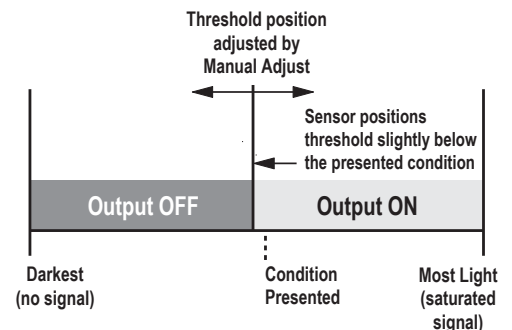 Threshold position
adjusted by
Manual Adjust
Sensor positions
threshold slightly below
the presented condition
Output OFF
Output ON
Darkest
(no signal)
Condition
Presented
Most Light
(saturated
signal)